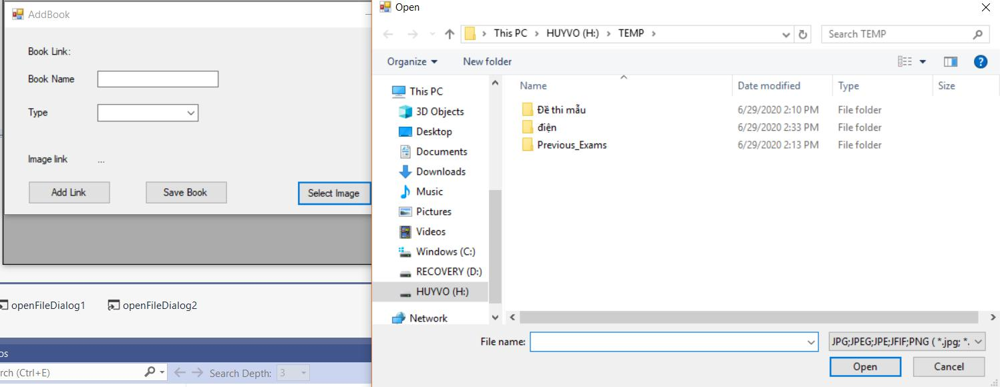 AddBook
Book Link:
Book Name
Type
Image link ...
Add Link
Save Book
Select Image
openFileDialog1
openFileDialog2
os
rch (Ctrl+E)
Search Depth: 3
Open
This PC > HUYVO (H:) > TEMP >
Search TEMP
Organize
New folder
?
This PC
3D Objects
Desktop
Documents
Downloads
Music
Pictures
Videos
Windows (C:)
RECOVERY (D:)
HUYVO (H:)
Network
Name Date modified Type Size
Đề thi mẫu 6/29/2020 2:10 PM File folder
điện 6/29/2020 2:33 PM File folder
Previous_Exams 6/29/2020 2:13 PM File folder
File name:
JPG;JPEG;JPE;JFIF;PNG ( *.jpg; *.
Open
Cancel